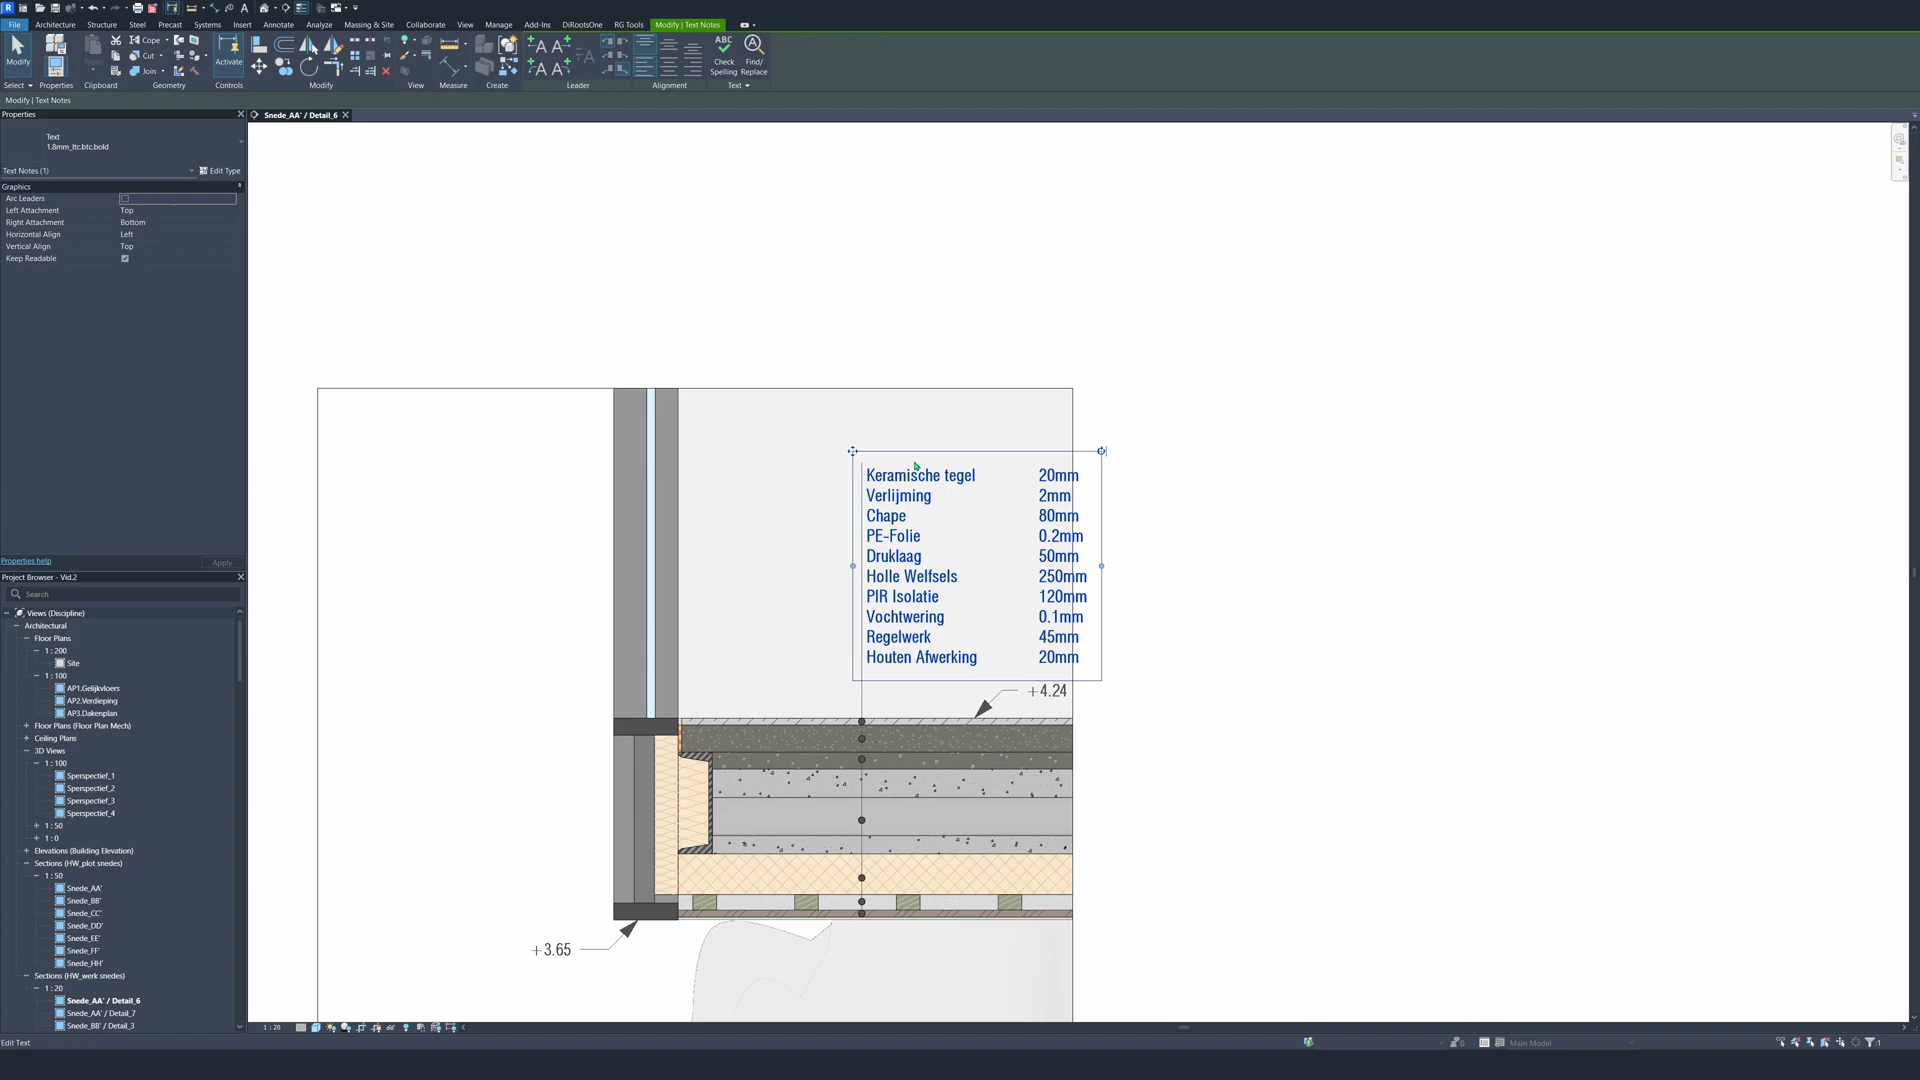 File
Architecture
Structure
Steel
Precast
Systems
Insert
Annotate
Analyze
Massing & Site
Collaborate
View
Manage
Add-Ins
DiRootsOne
RG Tools
Modify | Text Notes
Modify
Paste
Cope
Cut
Join
Activate
Check Spelling
Find/ Replace
Select
Properties
Clipboard
Geometry
Controls
Modify
View
Measure
Create
Leader
Alignment
Text
Modify | Text Notes
Properties
Snede_AA' / Detail_6
Text
1.8mm_ltc.btc.bold
Text Notes (1)
Edit Type
Graphics
Arc Leaders
Left Attachment Top
Right Attachment Bottom
Horizontal Align Left
Vertical Align Top
Keep Readable
Properties help
Apply
Project Browser - Vid.2
Search
Views (Discipline)
Architectural
Floor Plans
1 : 200
Site
1 : 100
AP1.Gelijkvloers
AP2.Verdieping
AP3.Dakenplan
Floor Plans (Floor Plan Mech)
Ceiling Plans
3D Views
1 : 100
Sperspectief_1
Sperspectief_2
Sperspectief_3
Sperspectief_4
1 : 50
1 : 0
Elevations (Building Elevation)
Sections (HW_plot snedes)
1 : 50
Snede_AA'
Snede_BB'
Snede_CC'
Snede_DD'
Snede_EE'
Snede_FF'
Snede_HH'
Sections (HW_werk snedes)
1 : 20
Snede_AA' / Detail_6
Snede_AA' / Detail_7
Snede_BB' / Detail_3
Keramische tegel 20mm
Verlijming 2mm
Chape 80mm
PE-Folie 0.2mm
Druklaag 50mm
Holle Welfsels 250mm
PIR Isolatie 120mm
Vochtwering 0.1mm
Regelwerk 45mm
Houten Afwerking 20mm
+4.24
+3.65
1 : 20
Edit Text
:0
Main Model
:1